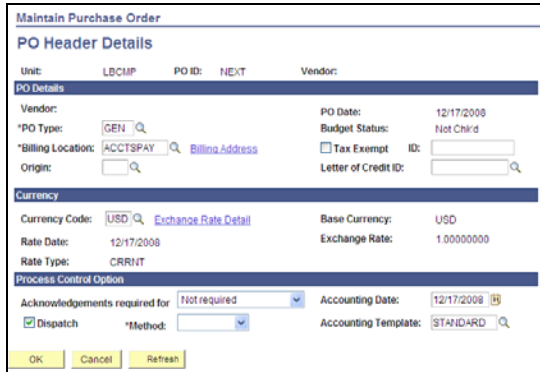 Maintain Purchase Order
PO Header Details
Unit: LBCMP PO ID: NEXT Vendor:
PO Details
Vendor: PO Date: 12/17/2008
*PO Type: GEN Budget Status: Not Chk'd
*Billing Location: ACCTSPAY Billing Address Tax Exempt ID:
Origin: Letter of Credit ID:
Currency
Currency Code: USD Exchange Rate Detail Base Currency: USD
Rate Date: 12/17/2008 Exchange Rate: 1.00000000
Rate Type: CRRNT
Process Control Option
Acknowledgements required for Not required Accounting Date: 12/17/2008
Dispatch *Method: Accounting Template: STANDARD
OK Cancel Refresh